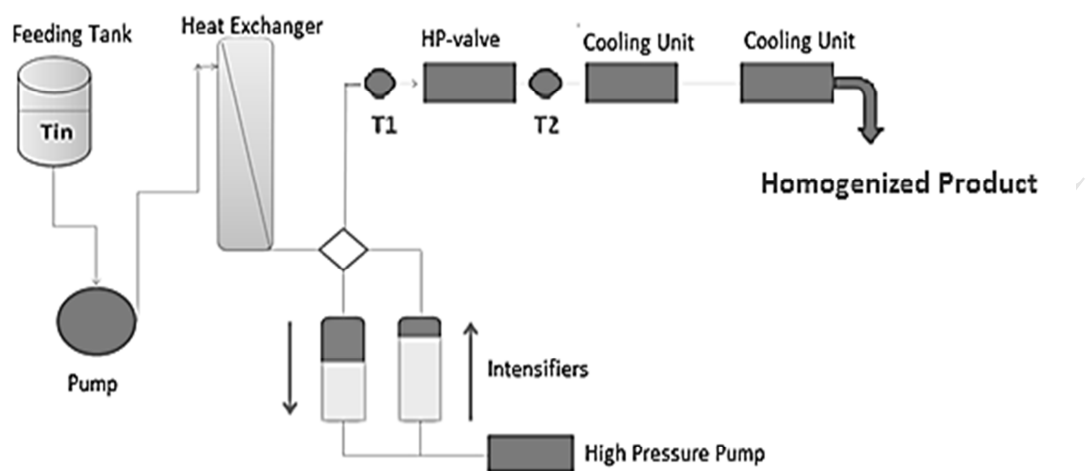 Feeding Tank
Heat Exchanger
HP-valve
Cooling Unit
Cooling Unit
Tin
T1
T2
Homogenized Product
Pump
Intensifiers
High Pressure Pump